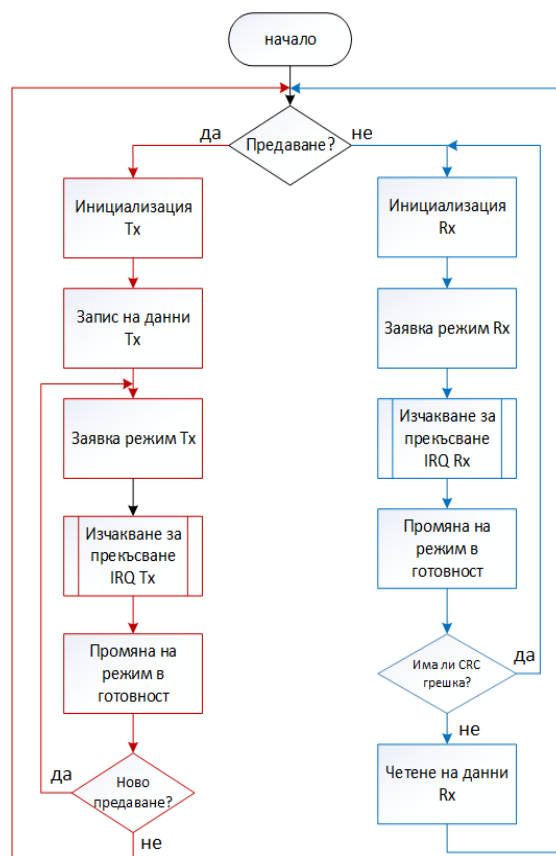 начало
Предаване?
да
не
Инициализация
Tx
Запис на данни
Tx
Заявка режим Tx
Изчакване за
прекъсване
IRQ Tx
Промяна на
режим в
готовност
Ново
предаване?
да
не
Инициализация
Rx
Заявка режим Rx
Изчакване за
прекъсване
IRQ Rx
Промяна на
режим в
готовност
Има ли CRC
грешка?
да
не
Четене на данни
Rx